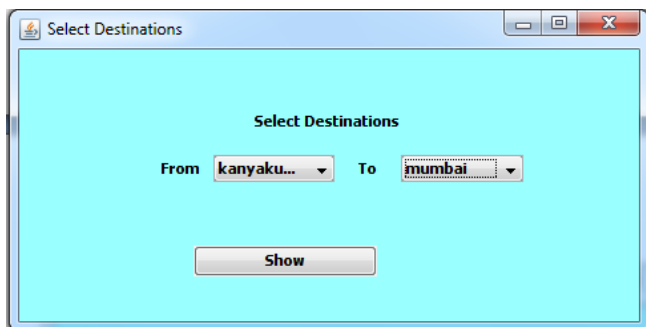 Select Destinations
Select Destinations
From kanyaku... To mumbai
Show